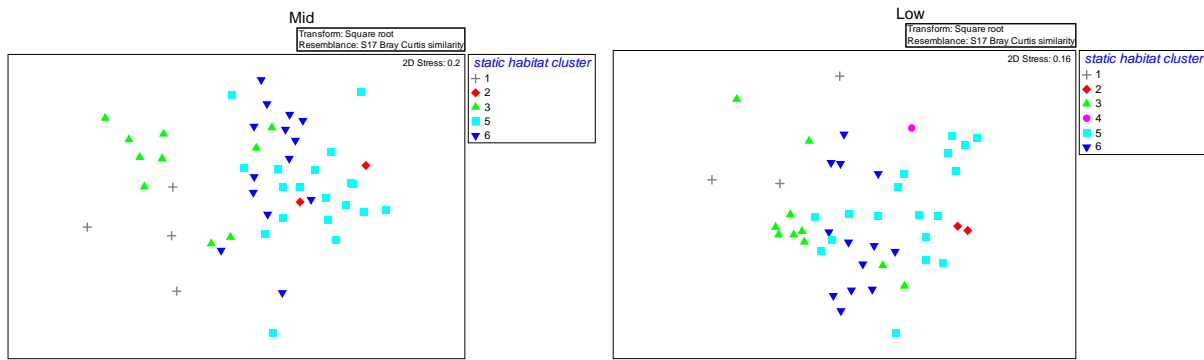 Mid
Transform: Square root
Resemblance: S17 Bray Curtis similarity
2D Stress: 0.2
static habitat cluster
1
2
3
5
6
Low
Transform: Square root
Resemblance: S17 Bray Curtis similarity
2D Stress: 0.16
static habitat cluster
1
2
3
4
5
6